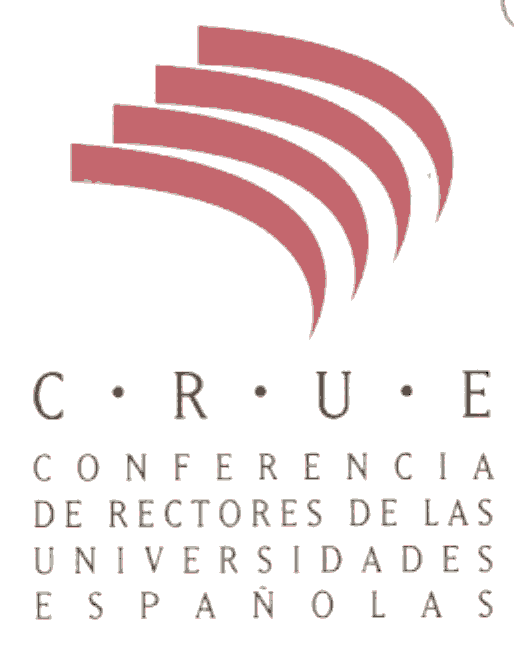 C·R·U·E
CONFERENCIA
DE RECTORES DE LAS
UNIVERSIDADES
ESPAÑOLAS